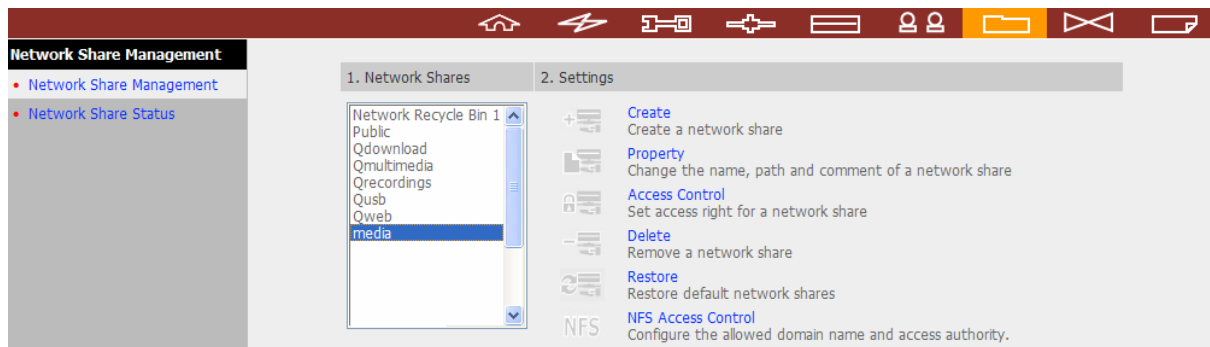 Network Share Management
• Network Share Management
• Network Share Status
1. Network Shares
2. Settings
Network Recycle Bin 1
Public
Qdownload
Qmultimedia
Qrecordings
Qusb
Qweb
media
Create
Create a network share
Property
Change the name, path and comment of a network share
Access Control
Set access right for a network share
Delete
Remove a network share
Restore
Restore default network shares
NFS
NFS Access Control
Configure the allowed domain name and access authority.